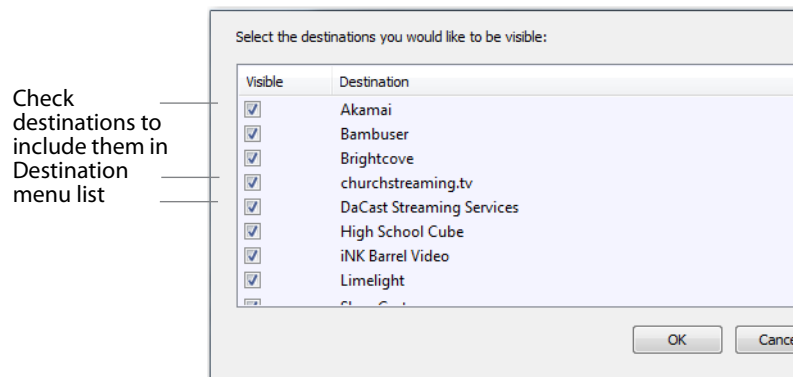 Select the destinations you would like to be visible:
Visible Destination
Check
destinations to
include them in
Destination
menu list
Akamai
Bambuser
Brightcove
churchstreaming.tv
DaCast Streaming Services
High School Cube
iNK Barrel Video
Limelight
OK